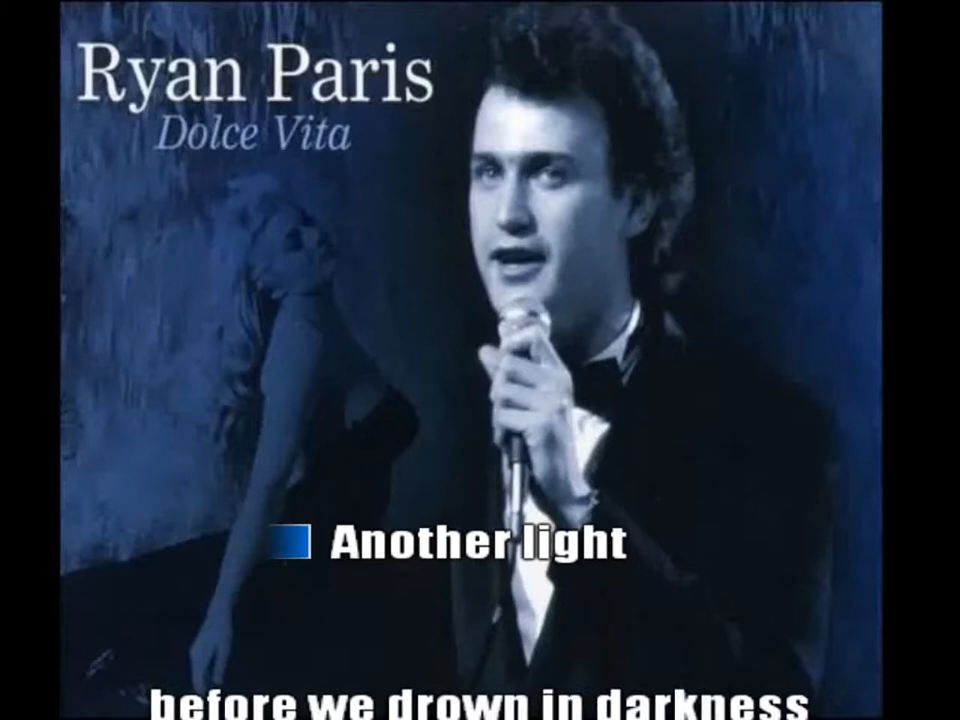 Ryan Paris
Dolce Vita
Another light
before we drown in darkness